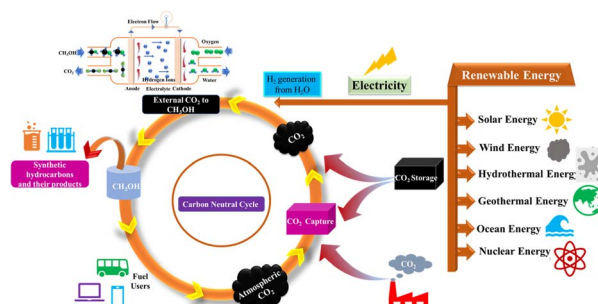 Electron Flow
CH₃OH
Oxygen
CO₂
Hydrogen Ions
Water
Anode Electrolytic Cathode
External CO₂ to
CH₃OH
H₂ generation
from H₂O
Electricity
Renewable Energy
Solar Energy
Wind Energy
Hydrothermal Energy
Geothermal Energy
Ocean Energy
Nuclear Energy
CO₂
Synthetic
hydrocarbons
and their products
CH₃OH
Carbon Neutral Cycle
CO₂ Storage
CO₂ Capture
CO₂
Fuel
Users
Atmospheric
CO₂